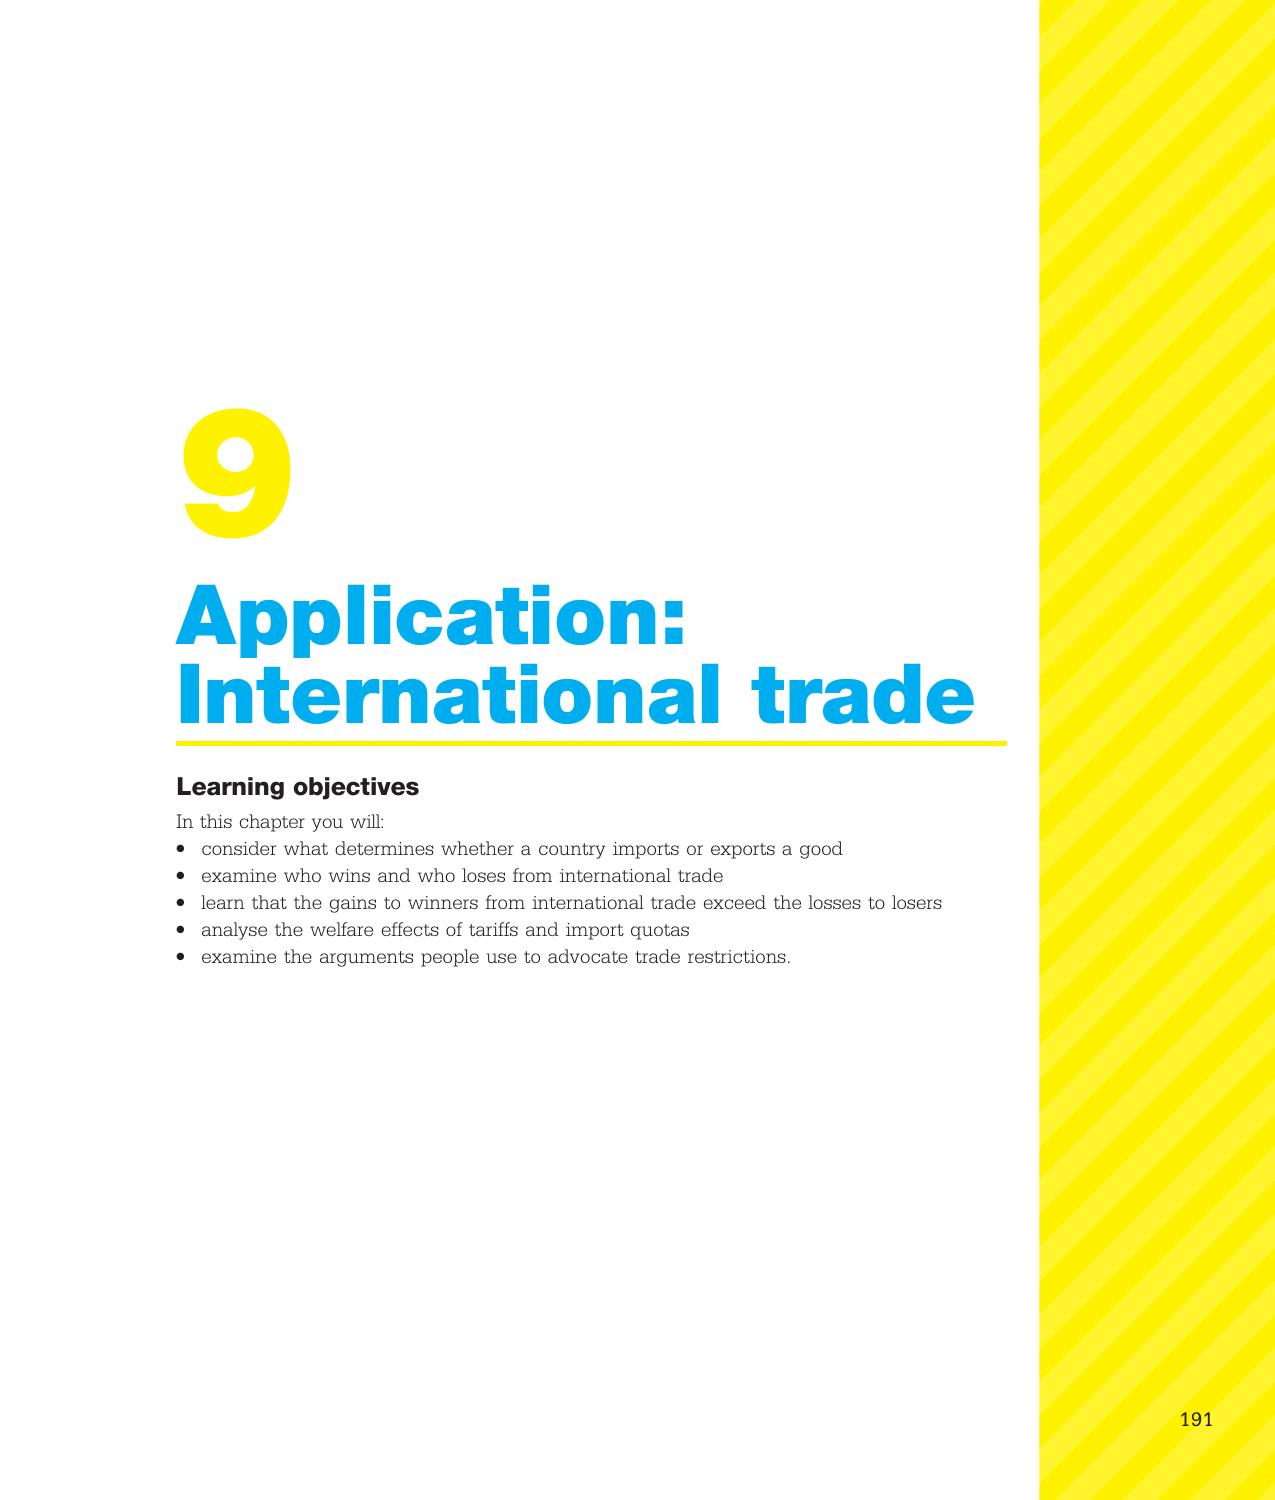 9
Application:
International trade
Learning objectives
In this chapter you will:
• consider what determines whether a country imports or exports a good
• examine who wins and who loses from international trade
• learn that the gains to winners from international trade exceed the losses to losers
• analyse the welfare effects of tariffs and import quotas
• examine the arguments people use to advocate trade restrictions.
191